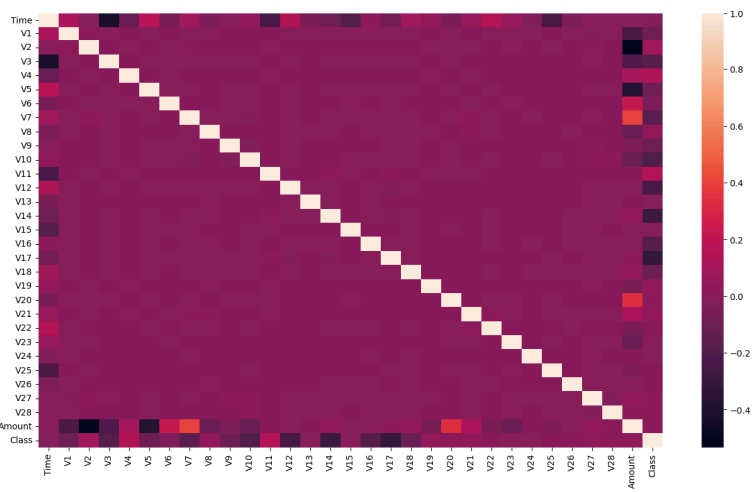 Time
V1
V2
V3
V4
V5
V6
V7
V8
V9
V10
V11
V12
V13
V14
V15
V16
V17
V18
V19
V20
V21
V22
V23
V24
V25
V26
V27
V28
Amount
Class
Time
V1
V2
V3
V4
V5
V6
V7
V8
V9
V10
V11
V12
V13
V14
V15
V16
V17
V18
V19
V20
V21
V22
V23
V24
V25
V26
V27
V28
Amount
Class
1.0
0.8
0.6
0.4
0.2
0.0
−0.2
−0.4